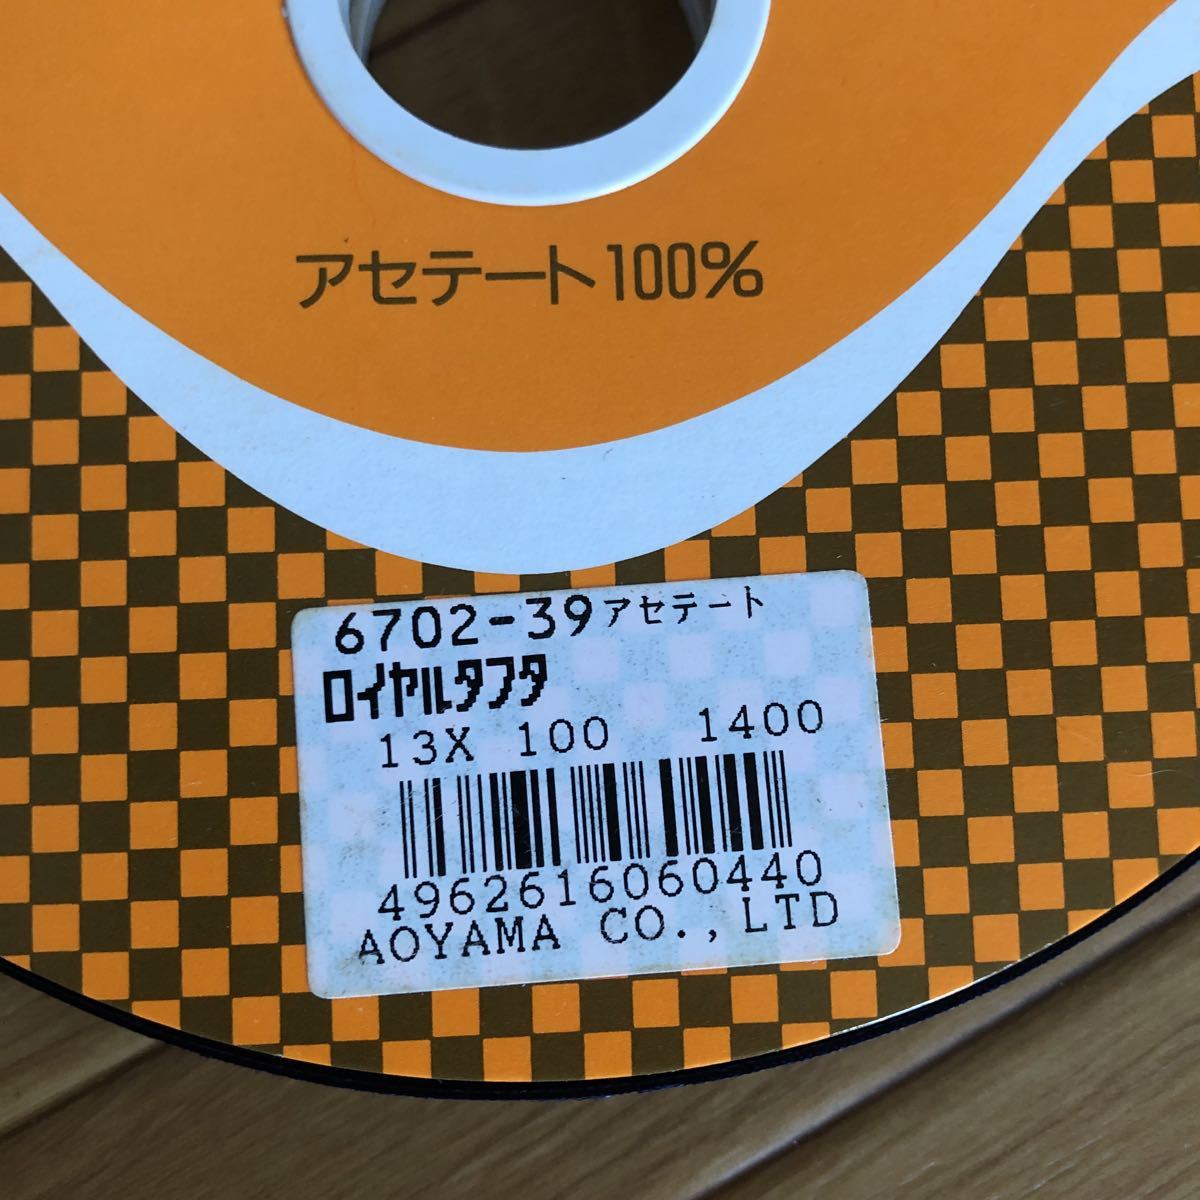 アセテート100%
6702-39アセテート
ロイヤルタフタ
13X 100 1400
4962616060440
AOYAMA CO.,LTD